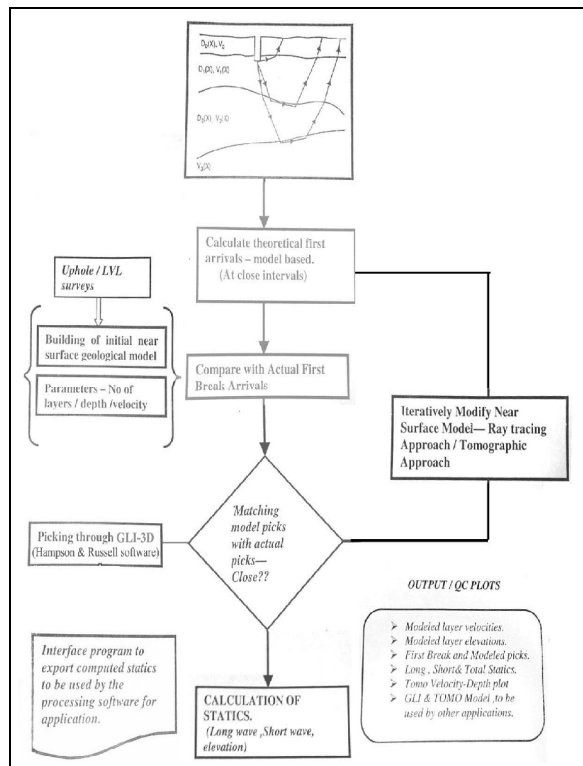 D₀(X), V₀
D₁(X), V₁(X)
D₂(X), V₂(X)
V₃(X)
Calculate theoretical first
arrivals – model based.
(At close intervals)
Uphole / LVL
surveys
Building of initial near
surface geological model
Parameters – No of
layers / depth /velocity
Compare with Actual First
Break Arrivals
Iteratively Modify Near
Surface Model— Ray tracing
Approach / Tomographic
Approach
Matching
model picks
with actual
picks—
Close??
Picking through GLI-3D
(Hampson & Russell software)
Interface program to
export computed statics
to be used by the
processing software for
application.
CALCULATION OF
STATICS.
(Long wave ,Short wave,
elevation)
OUTPUT / QC PLOTS
➢ Modeled layer velocities.
➢ Modeled layer elevations.
➢ First Break and Modeled picks.
➢ Long , Short& Total Statics.
➢ Tomo Velocity-Depth plot
➢ GLI & TOMO Model ,to be
used by other applications.